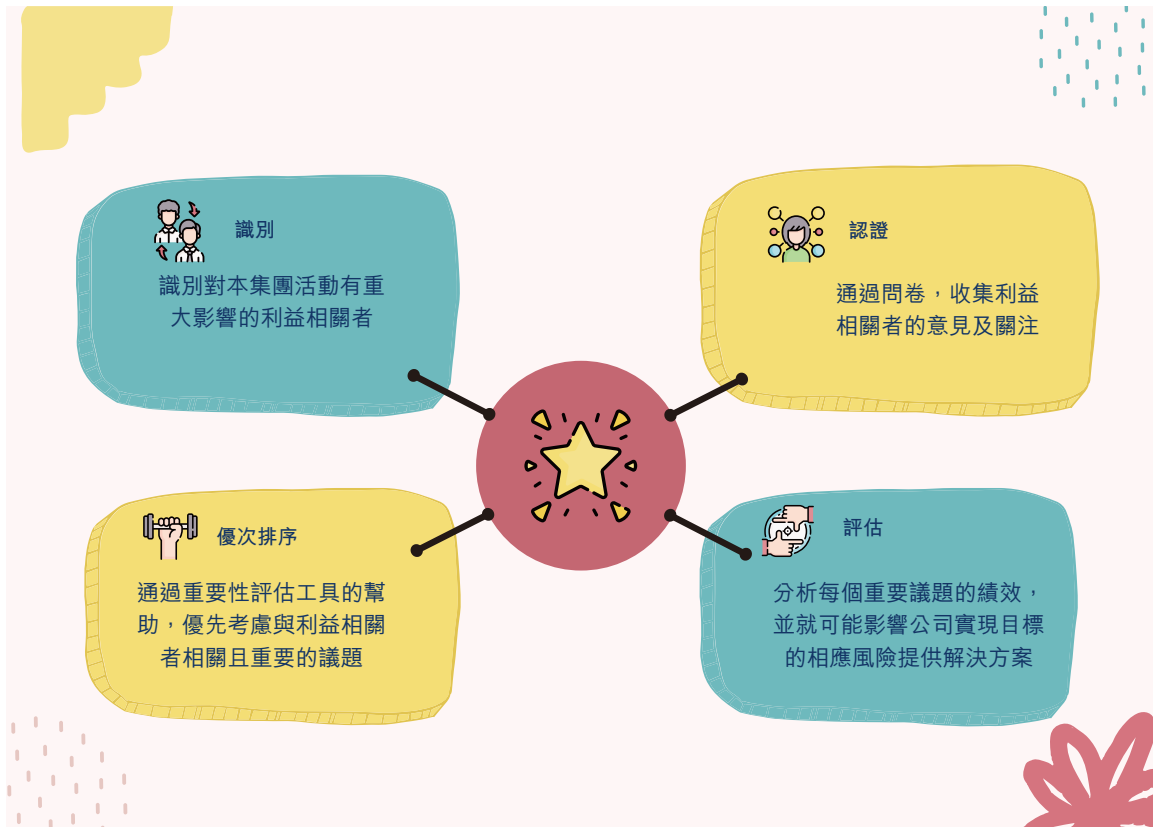 識別
識別對本集團活動有重
大影響的利益相關者
認證
通過問卷，收集利益
相關者的意見及關注
優次排序
通過重要性評估工具的幫
助，優先考慮與利益相關
者相關且重要的議題
評估
分析每個重要議題的績效，
並就可能影響公司實現目標
的相應風險提供解決方案